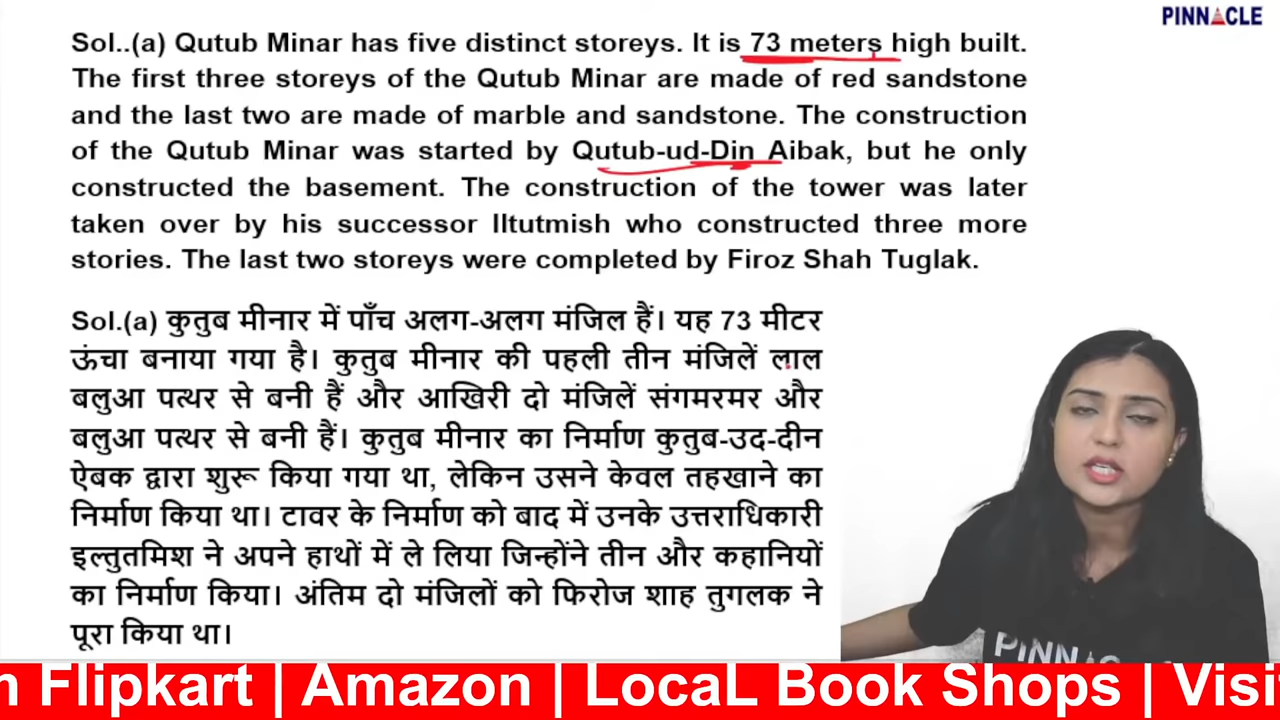 PINNACLE
Sol..(a) Qutub Minar has five distinct storeys. It is 73 meters high built.
The first three storeys of the Qutub Minar are made of red sandstone
and the last two are made of marble and sandstone. The construction
of the Qutub Minar was started by Qutub-ud-Din Aibak, but he only
constructed the basement. The construction of the tower was later
taken over by his successor Iltutmish who constructed three more
stories. The last two storeys were completed by Firoz Shah Tuglak.
Sol.(a) कुतुब मीनार में पाँच अलग-अलग मंजिल हैं। यह 73 मीटर
ऊंचा बनाया गया है। कुतुब मीनार की पहली तीन मंजिलें लाल
बलुआ पत्थर से बनी हैं और आखिरी दो मंजिलें संगमरमर और
बलुआ पत्थर से बनी हैं। कुतुब मीनार का निर्माण कुतुब-उद-दीन
ऐबक द्वारा शुरू किया गया था, लेकिन उसने केवल तहखाने का
निर्माण किया था। टावर के निर्माण को बाद में उनके उत्तराधिकारी
इल्तुतमिश ने अपने हाथों में ले लिया जिन्होंने तीन और कहानियों
का निर्माण किया। अंतिम दो मंजिलों को फिरोज शाह तुगलक ने
पूरा किया था।
PINNAC
n Flipkart | Amazon | LocaL Book Shops | Visi